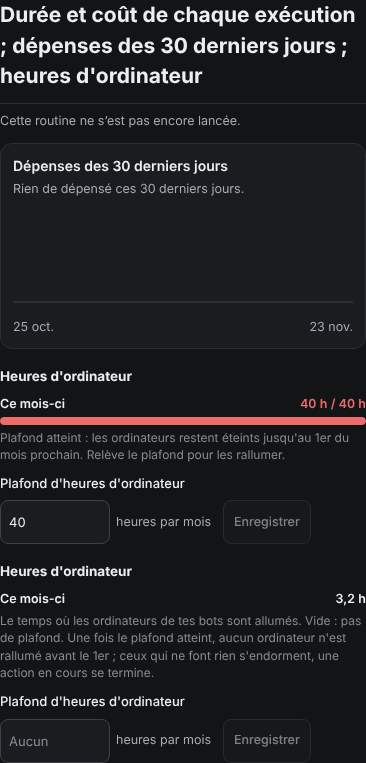 Durée et coût de chaque exécution
; dépenses des 30 derniers jours ;
heures d'ordinateur
Cette routine ne s'est pas encore lancée.
Dépenses des 30 derniers jours
Rien de dépensé ces 30 derniers jours.
25 oct.
23 nov.
Heures d'ordinateur
Ce mois-ci
40 h / 40 h
Plafond atteint : les ordinateurs restent éteints jusqu'au 1er du
mois prochain. Relève le plafond pour les rallumer.
Plafond d'heures d'ordinateur
40
heures par mois
Enregistrer
Heures d'ordinateur
Ce mois-ci
3,2 h
Le temps où les ordinateurs de tes bots sont allumés. Vide : pas
de plafond. Une fois le plafond atteint, aucun ordinateur n'est
rallumé avant le 1er ; ceux qui ne font rien s'endorment, une
action en cours se termine.
Plafond d'heures d'ordinateur
Aucun
heures par mois
Enregistrer